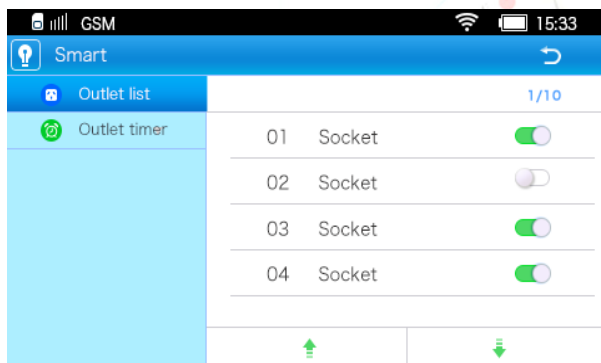 GSM 15:33
Smart
Outlet list
1/10
Outlet timer
01 Socket
02 Socket
03 Socket
04 Socket